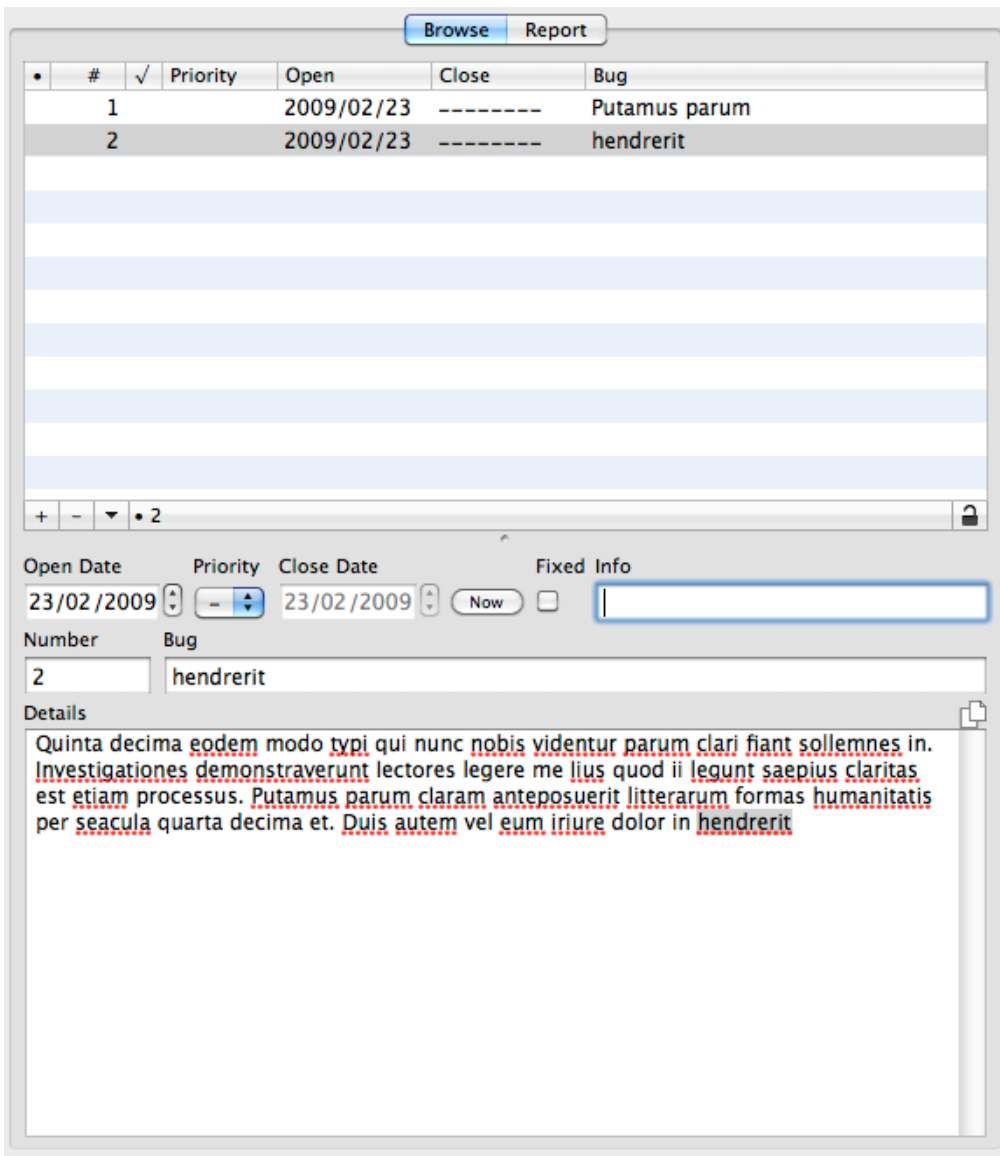 Browse Report
• # √ Priority Open Close Bug
1 2009/02/23 -------- Putamus parum
2 2009/02/23 -------- hendrerit
+ - • 2
Open Date Priority Close Date Fixed Info
23/02/2009 - 23/02/2009 Now
Number Bug
2 hendrerit
Details
Quinta decima eodem modo typi qui nunc nobis videntur parum clari fiant sollemnes in.
Investigationes demonstraverunt lectores legere me lius quod ii legunt saepius claritas
est etiam processus. Putamus parum claram anteposuerit litterarum formas humanitatis
per seacula quarta decima et. Duis autem vel eum iriure dolor in hendrerit